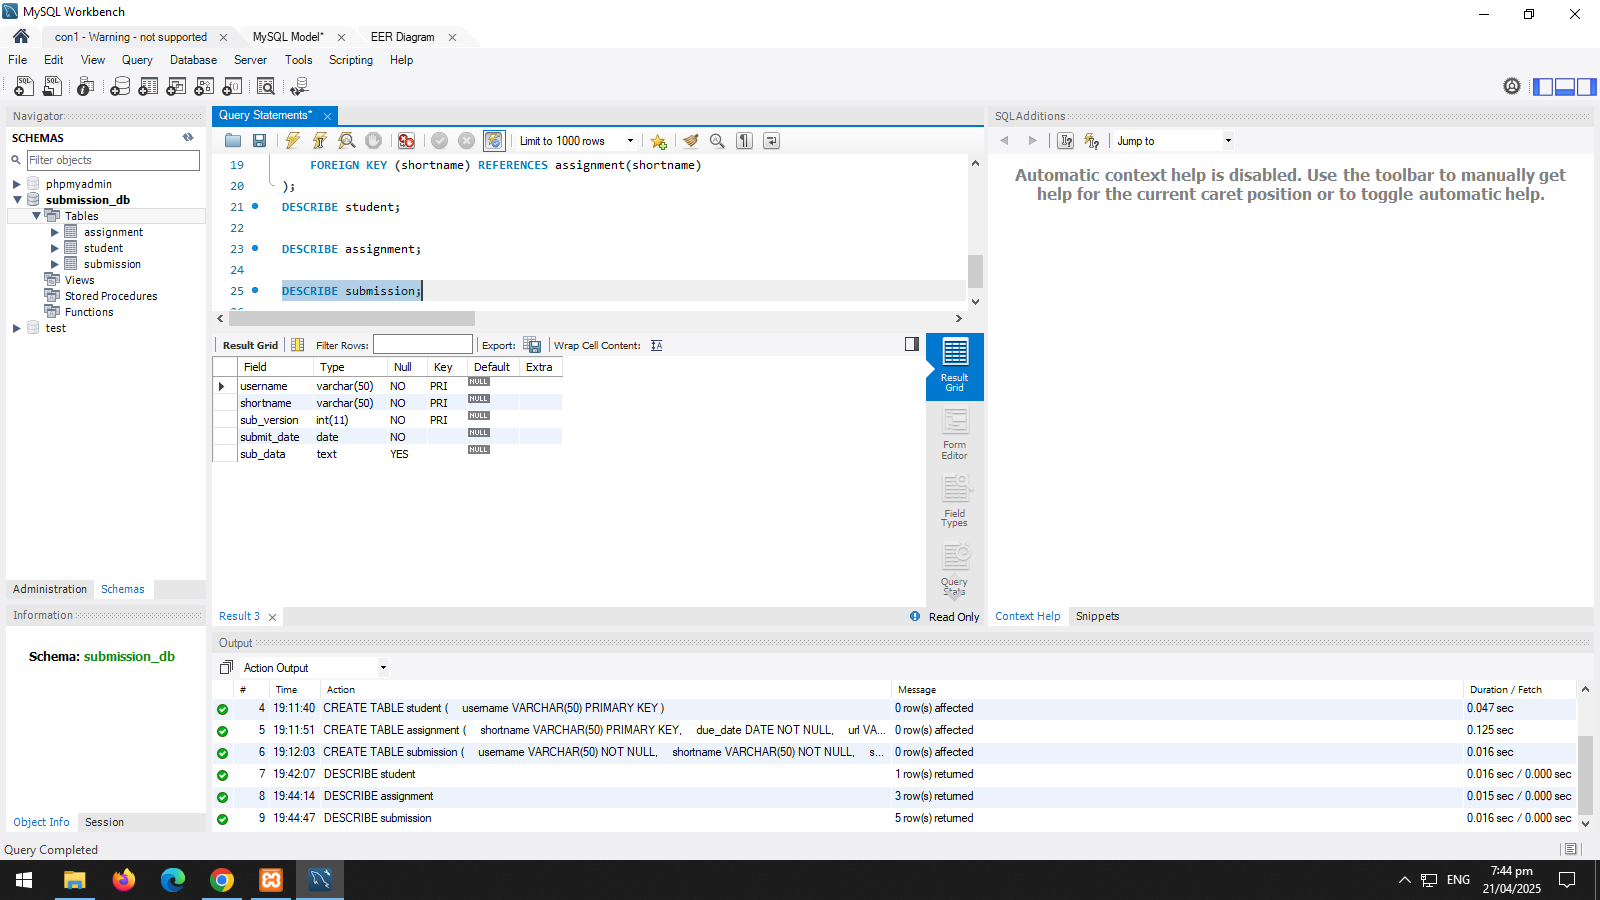 MySQL Workbench
con1 - Warning - not supported
MySQL Model*
EER Diagram
File Edit View Query Database Server Tools Scripting Help
Navigator
SCHEMAS
Filter objects
phpmyadmin
submission_db
Tables
assignment
student
submission
Views
Stored Procedures
Functions
test
Administration Schemas
Information
Schema: submission_db
Object Info Session
Query Statements*
Limit to 1000 rows
19 FOREIGN KEY (shortname) REFERENCES assignment(shortname)
20 );
21 DESCRIBE student;
22
23 DESCRIBE assignment;
24
25 DESCRIBE submission;
Result Grid Filter Rows: Export: Wrap Cell Content:
Field Type Null Key Default Extra
username varchar(50) NO PRI NULL
shortname varchar(50) NO PRI NULL
sub_version int(11) NO PRI NULL
submit_date date NO NULL
sub_data text YES NULL
Result
Grid
Form
Editor
Field
Types
Query
Stats
Result 3
Read Only
SQLAdditions
Jump to
Automatic context help is disabled. Use the toolbar to manually get
help for the current caret position or to toggle automatic help.
Context Help Snippets
Output
Action Output
# Time Action Message Duration / Fetch
4 19:11:40 CREATE TABLE student ( username VARCHAR(50) PRIMARY KEY ) 0 row(s) affected 0.047 sec
5 19:11:51 CREATE TABLE assignment ( shortname VARCHAR(50) PRIMARY KEY, due_date DATE NOT NULL, url VA... 0 row(s) affected 0.125 sec
6 19:12:03 CREATE TABLE submission ( username VARCHAR(50) NOT NULL, shortname VARCHAR(50) NOT NULL, s... 0 row(s) affected 0.016 sec
7 19:42:07 DESCRIBE student 1 row(s) returned 0.016 sec / 0.000 sec
8 19:44:14 DESCRIBE assignment 3 row(s) returned 0.015 sec / 0.000 sec
9 19:44:47 DESCRIBE submission 5 row(s) returned 0.016 sec / 0.000 sec
Query Completed
ENG
7:44 pm
21/04/2025